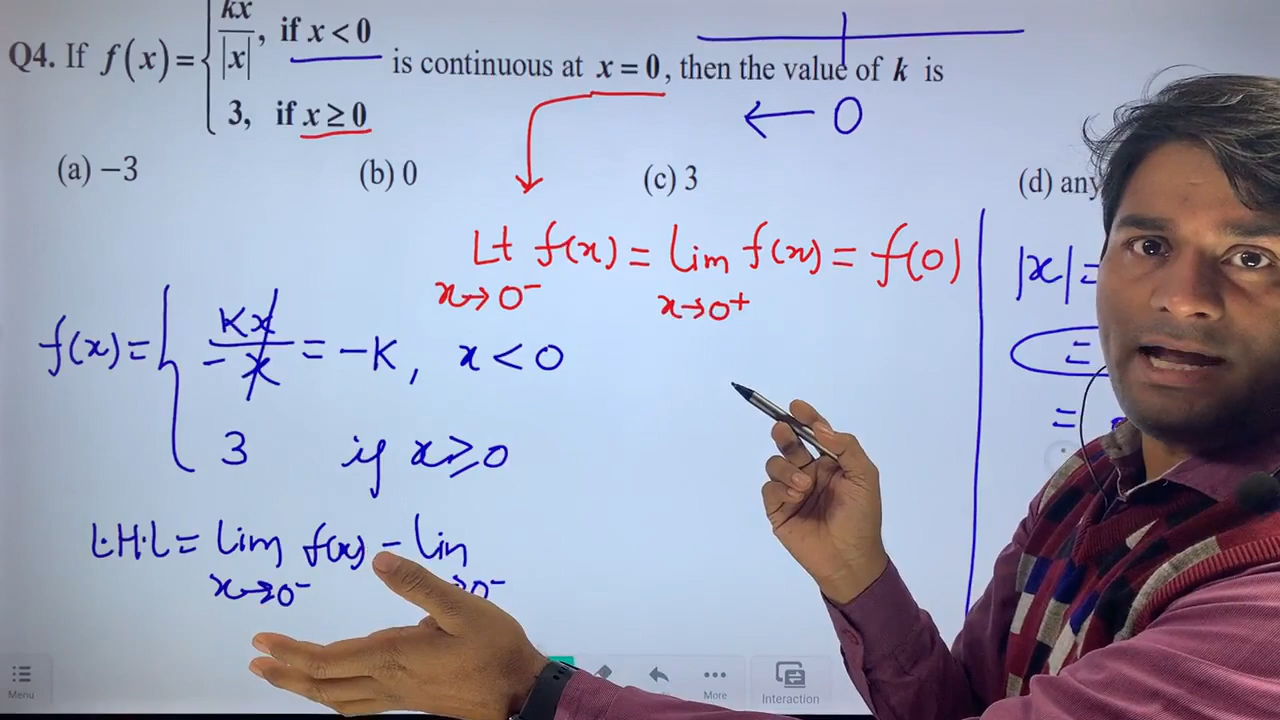 Q4. If f(x) = { kx/|x|, if x < 0
3, if x ≥ 0
is continuous at x = 0, then the value of k is
← 0
(a) −3 (b) 0 (c) 3 (d) any
Lt f(x) = lim f(x) = f(0)
x→0⁻ x→0⁺
|x| =
=
=
f(x) = { Kx/−x = −K, x < 0
3 if x ≥ 0
L.H.L = lim f(x) = lim
x→0⁻ →0⁻
Menu
More
Interaction